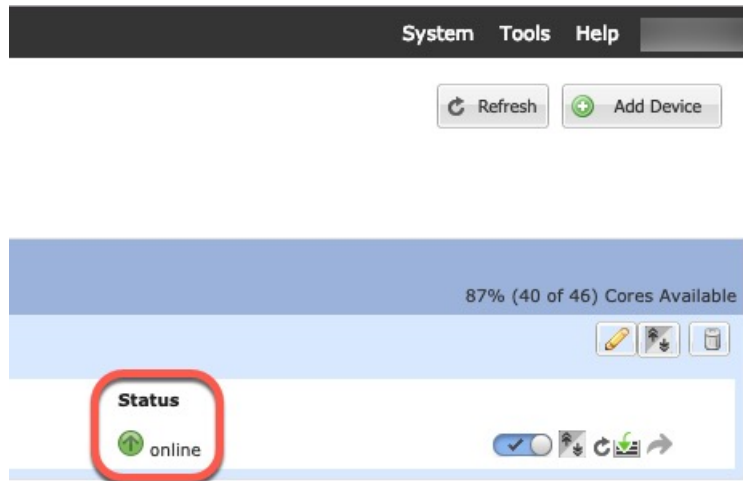 System Tools Help
Refresh Add Device
87% (40 of 46) Cores Available
Status
online